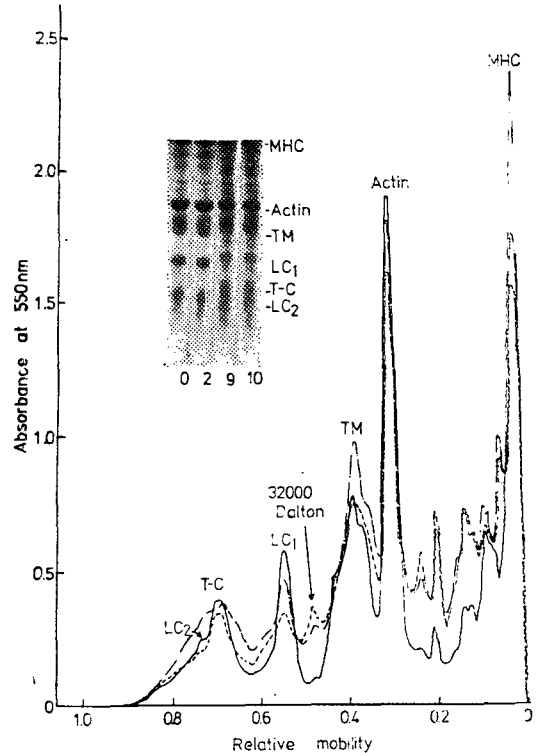 2.5
MHC
-MHC
2.0
Actin
-Actin
-TM
1.5
LC1
-T-C
-LC2
0 2 9 10
Absorbance at 550nm
1.0
TM
32000
Dalton
LC1
0.5
T-C
LC2
0
1.0 0.8 0.6 0.4 0.2 0
Relative mobility